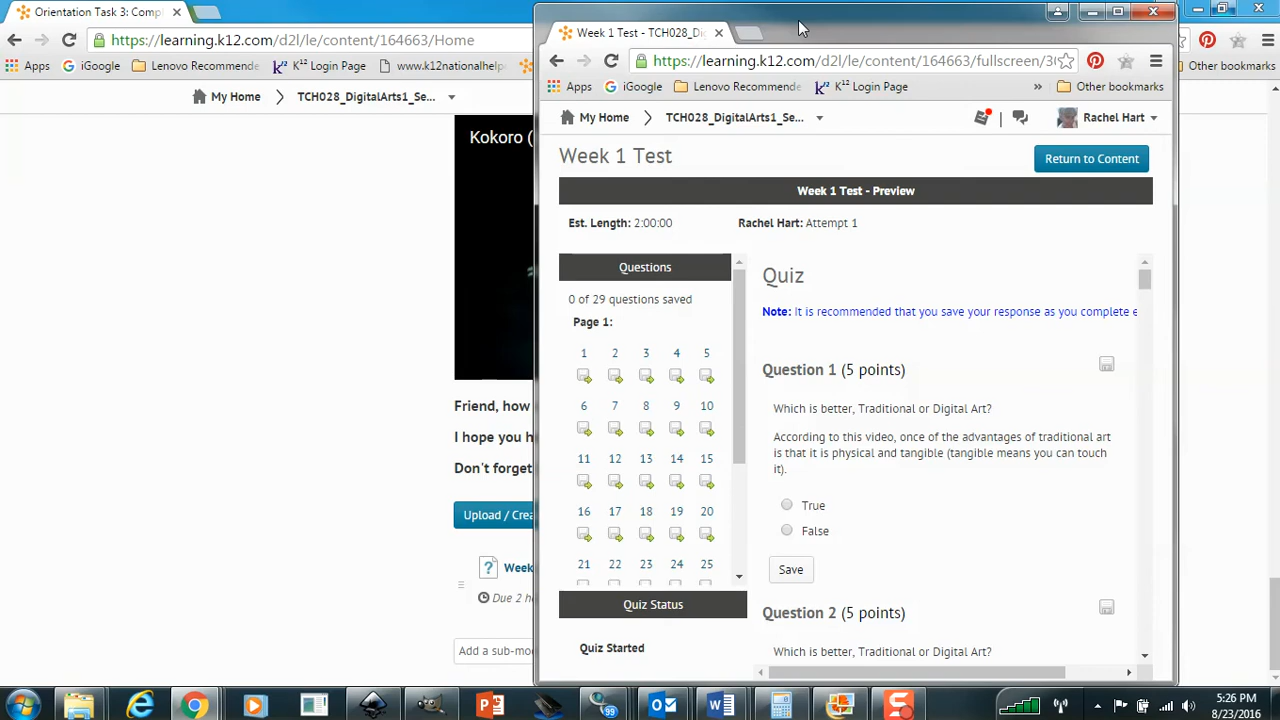 Orientation Task 3: Compl
https://learning.k12.com/d2l/le/content/164663/Home
Apps
iGoogle
Lenovo Recommende
K¹² Login Page
www.k12nationalhelp
My Home
TCH028_DigitalArts1_Se...
Kokoro (
Friend, how
I hope you h
Don't forget
Upload / Crea
Week
Due 2 h
Add a sub-mo
Other bookmarks
Week 1 Test - TCH028_Di
https://learning.k12.com/d2l/le/content/164663/fullscreen/30
Apps
iGoogle
Lenovo Recommende
K¹² Login Page
»
Other bookmarks
My Home
TCH028_DigitalArts1_Se...
Rachel Hart
Week 1 Test
Return to Content
Week 1 Test - Preview
Est. Length: 2:00:00
Rachel Hart: Attempt 1
Questions
0 of 29 questions saved
Page 1:
1 2 3 4 5
6 7 8 9 10
11 12 13 14 15
16 17 18 19 20
21 22 23 24 25
Quiz Status
Quiz Started
Quiz
Note: It is recommended that you save your response as you complete e
Question 1 (5 points)
Which is better, Traditional or Digital Art?
According to this video, once of the advantages of traditional art
is that it is physical and tangible (tangible means you can touch
it).
True
False
Save
Question 2 (5 points)
Which is better, Traditional or Digital Art?
99
5:26 PM
8/23/2016